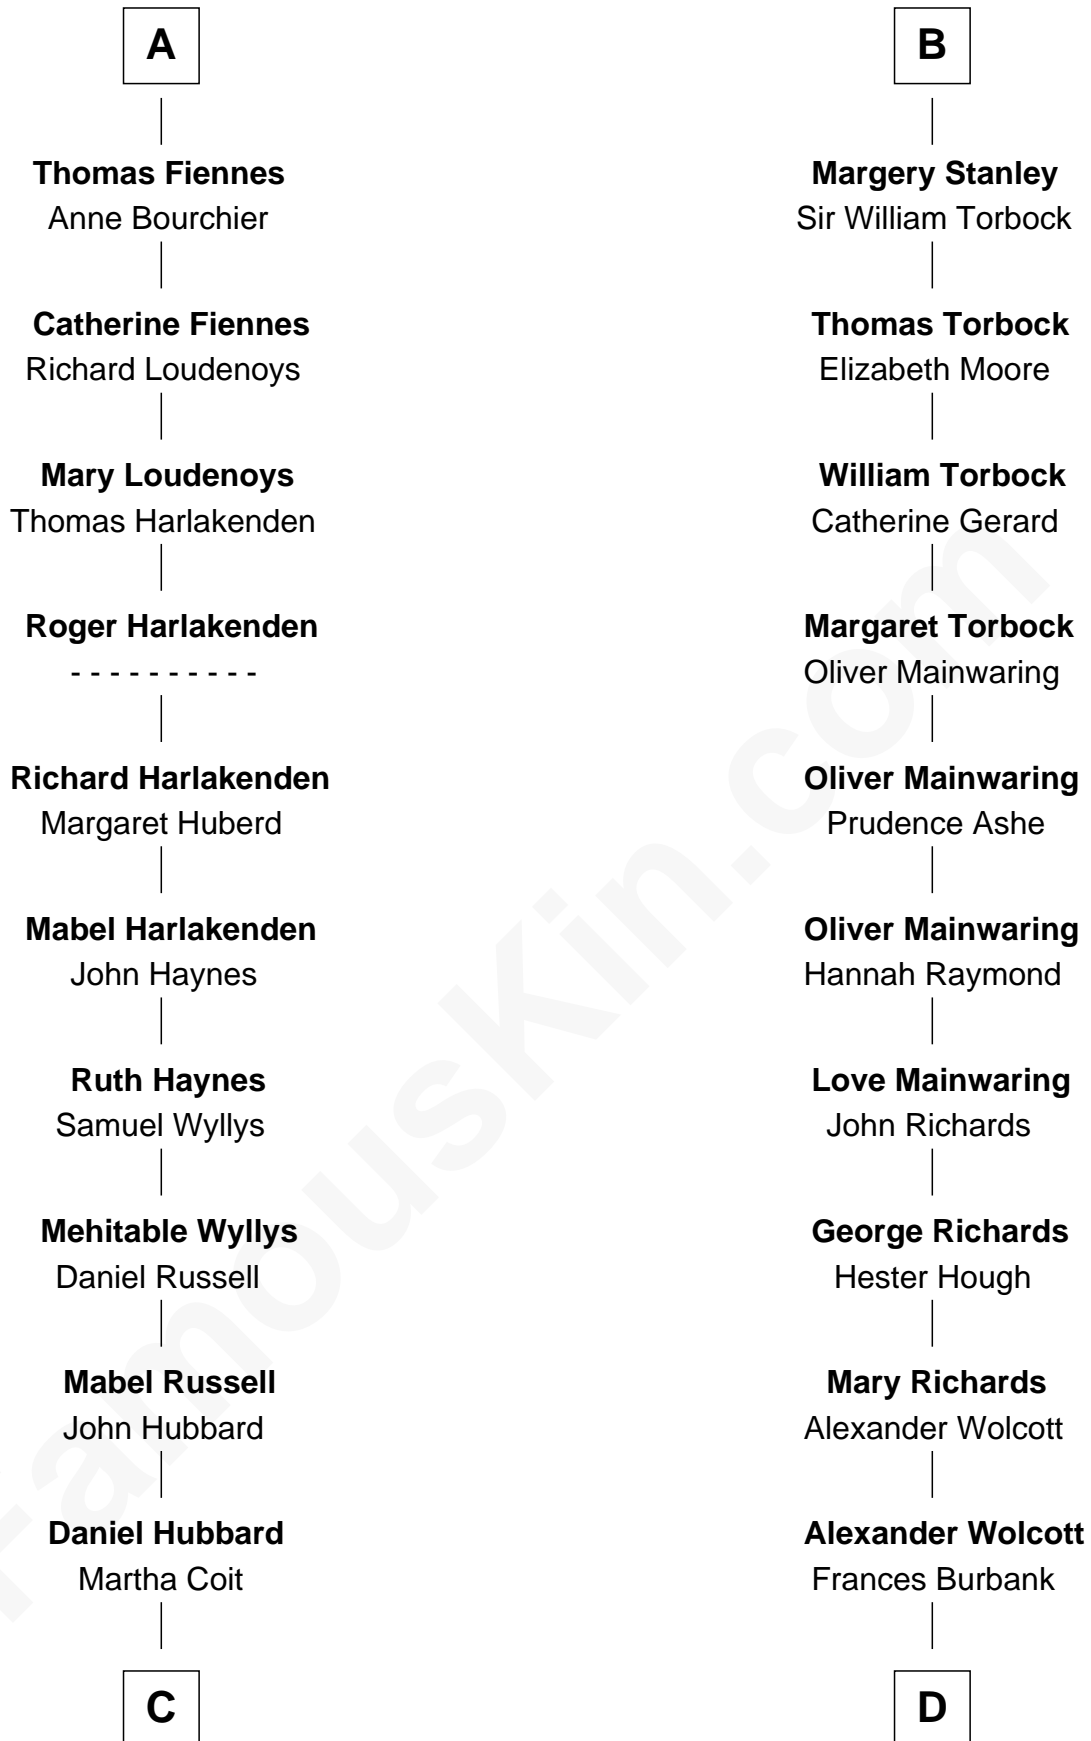 A
Thomas Fiennes
Anne Bourchier
Catherine Fiennes
Richard Loudenoys
Mary Loudenoys
Thomas Harlakenden
Roger Harlakenden
- - - - - - - - - -
Richard Harlakenden
Margaret Huberd
Mabel Harlakenden
John Haynes
Ruth Haynes
Samuel Wyllys
Mehitable Wyllys
Daniel Russell
Mabel Russell
John Hubbard
Daniel Hubbard
Martha Coit
C
B
Margery Stanley
Sir William Torbock
Thomas Torbock
Elizabeth Moore
William Torbock
Catherine Gerard
Margaret Torbock
Oliver Mainwaring
Oliver Mainwaring
Prudence Ashe
Oliver Mainwaring
Hannah Raymond
Love Mainwaring
John Richards
George Richards
Hester Hough
Mary Richards
Alexander Wolcott
Alexander Wolcott
Frances Burbank
D
FamousKin.com